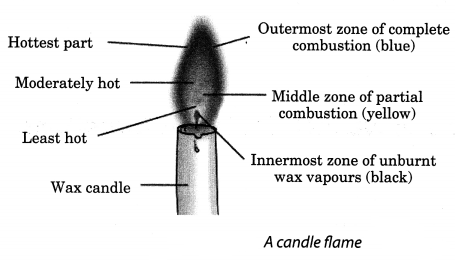 Hottest part
Outermost zone of complete
combustion (blue)
Moderately hot
Middle zone of partial
combustion (yellow)
Least hot
Innermost zone of unburnt
wax vapours (black)
Wax candle
A candle flame